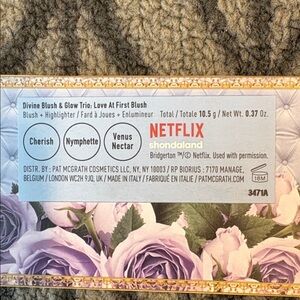 Divine Blush & Glow Trio: Love At First Blush
Blush + Highlighter / Fard à Joues + Enlumineur : Total / Totale 10.5 g / Net Wt. 0.37 Oz.
Cherish
Nymphette
Venus Nectar
NETFLIX
shondaland
Bridgerton ™/© Netflix. Used with permission.
DISTR. BY : PAT MCGRATH COSMETICS LLC, NY, NY 10003 / RP BIORIUS : 7170 MANAGE,
BELGIUM / LONDON WC2H 9JQ, UK / MADE IN ITALY / FABRIQUÉ EN ITALIE / PATMCGRATH.COM
18M
3471A